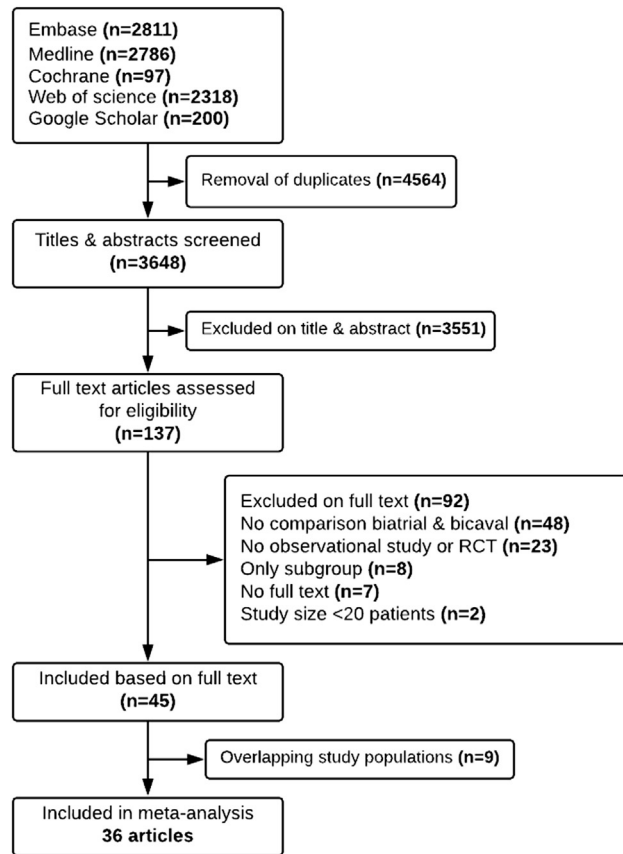 Embase (n=2811)
Medline (n=2786)
Cochrane (n=97)
Web of science (n=2318)
Google Scholar (n=200)
Removal of duplicates (n=4564)
Titles & abstracts screened
(n=3648)
Excluded on title & abstract (n=3551)
Full text articles assessed
for eligibility
(n=137)
Excluded on full text (n=92)
No comparison biatrial & bicaval (n=48)
No observational study or RCT (n=23)
Only subgroup (n=8)
No full text (n=7)
Study size <20 patients (n=2)
Included based on full text
(n=45)
Overlapping study populations (n=9)
Included in meta-analysis
36 articles